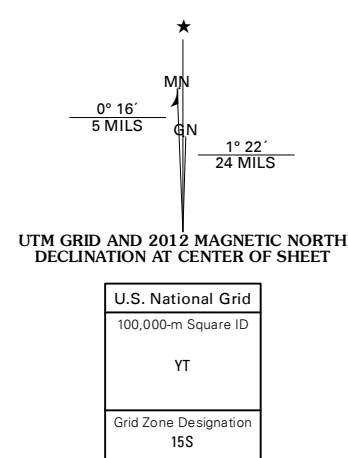 ★
MN
0° 16´
5 MILS
GN
1° 22´
24 MILS
UTM GRID AND 2012 MAGNETIC NORTH
DECLINATION AT CENTER OF SHEET
U.S. National Grid
100,000-m Square ID
YT
Grid Zone Designation
15S